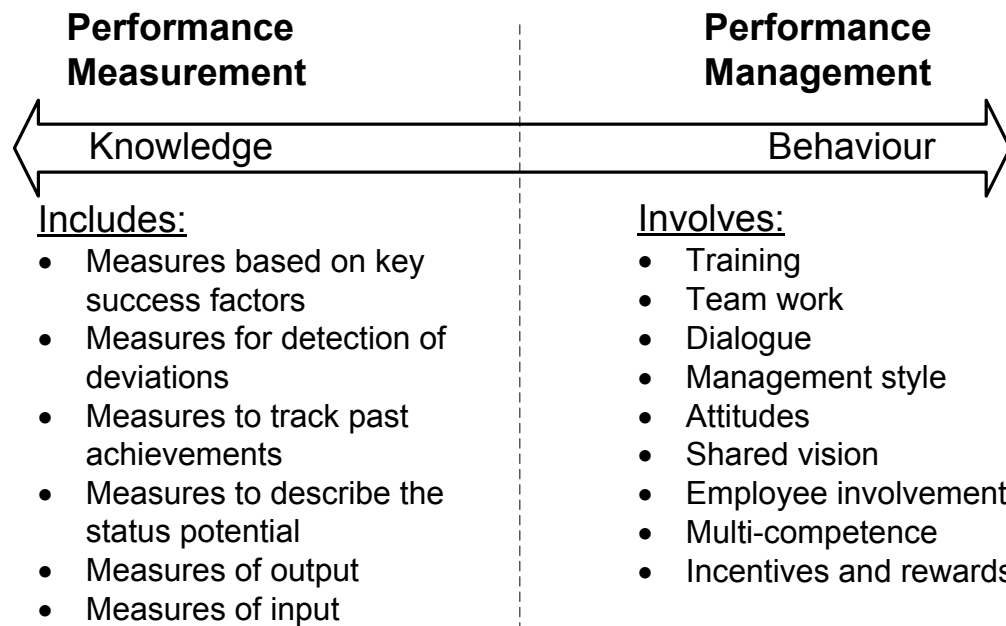 Performance
Measurement
Performance
Management
Knowledge
Behaviour
Includes:
• Measures based on key
success factors
• Measures for detection of
deviations
• Measures to track past
achievements
• Measures to describe the
status potential
• Measures of output
• Measures of input
Involves:
• Training
• Team work
• Dialogue
• Management style
• Attitudes
• Shared vision
• Employee involvement
• Multi-competence
• Incentives and rewards